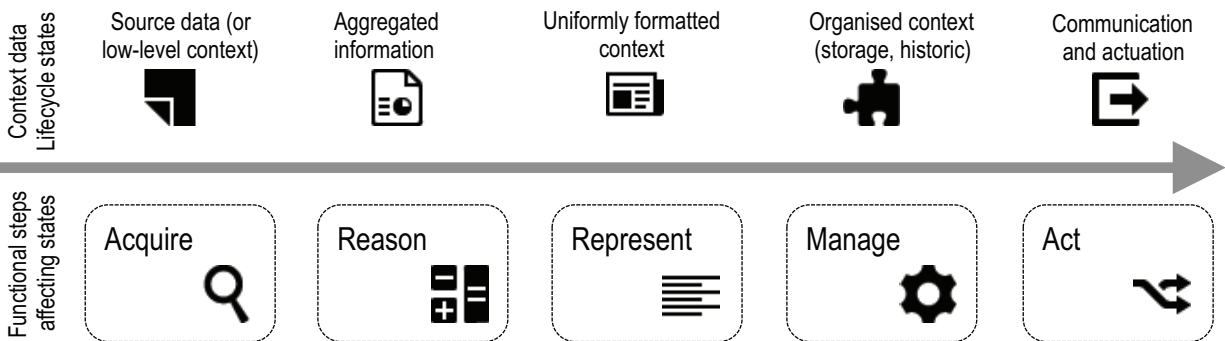 Context data
Lifecycle states
Source data (or
low-level context)
Aggregated
information
Uniformly formatted
context
Organised context
(storage, historic)
Communication
and actuation
Functional steps
affecting states
Acquire
Reason
Represent
Manage
Act